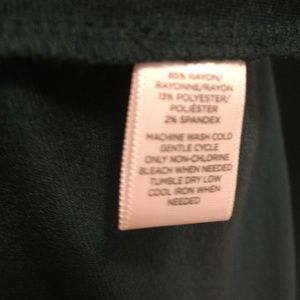 85% RAYON/
RAYONNE/RAYÓN
13% POLYESTER/
POLIÉSTER
2% SPANDEX
MACHINE WASH COLD
GENTLE CYCLE
ONLY NON-CHLORINE
BLEACH WHEN NEEDED
TUMBLE DRY LOW
COOL IRON WHEN
NEEDED